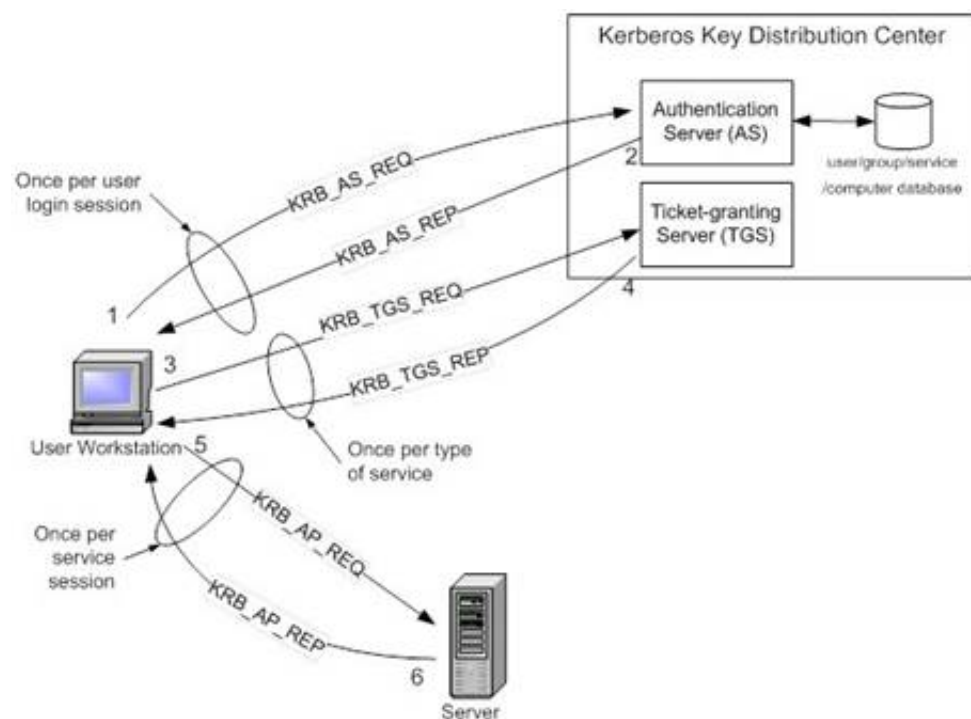 Kerberos Key Distribution Center
Authentication
Server (AS)
user/group/service
/computer database
Ticket-granting
Server (TGS)
Once per user
login session
KRB_AS_REQ
2
KRB_AS_REP
1
KRB_TGS_REQ
4
3
KRB_TGS_REP
User Workstation
5
Once per type
of service
Once per
service
session
KRB_AP_REQ
KRB_AP_REP
6
Server